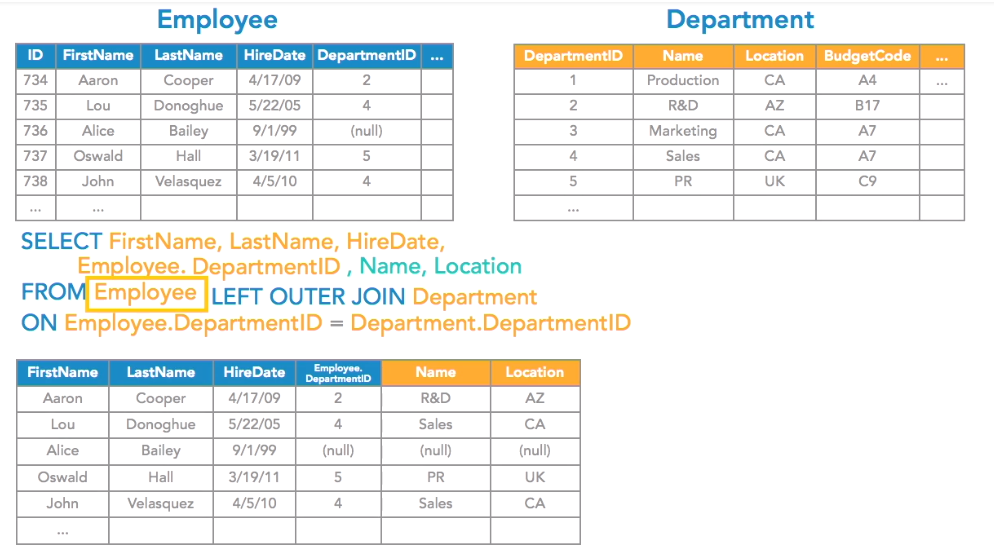 Employee Department
ID FirstName LastName HireDate DepartmentID ... DepartmentID Name Location BudgetCode ...
734 Aaron Cooper 4/17/09 2 1 Production CA A4 ...
735 Lou Donoghue 5/22/05 4 2 R&D AZ B17
736 Alice Bailey 9/1/99 (null) 3 Marketing CA A7
737 Oswald Hall 3/19/11 5 4 Sales CA A7
738 John Velasquez 4/5/10 4 5 PR UK C9
... ... ...
SELECT FirstName, LastName, HireDate,
Employee. DepartmentID , Name, Location
FROM Employee LEFT OUTER JOIN Department
ON Employee.DepartmentID = Department.DepartmentID
FirstName LastName HireDate Employee. DepartmentID Name Location
Aaron Cooper 4/17/09 2 R&D AZ
Lou Donoghue 5/22/05 4 Sales CA
Alice Bailey 9/1/99 (null) (null) (null)
Oswald Hall 3/19/11 5 PR UK
John Velasquez 4/5/10 4 Sales CA
...